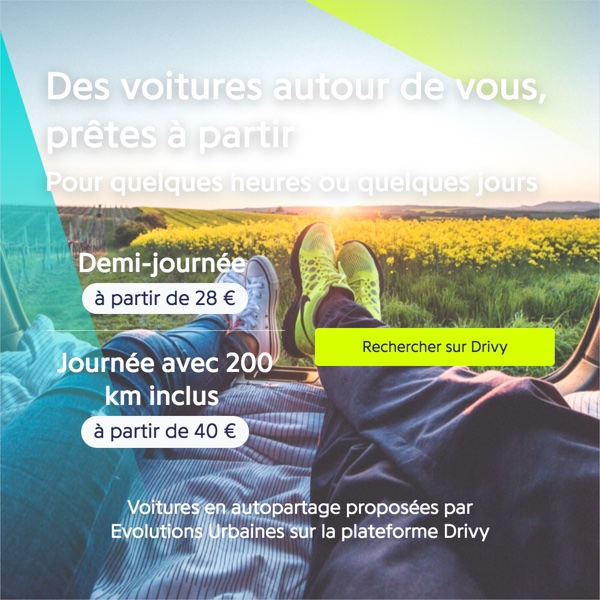 Des voitures autour de vous,
prêtes à partir
Pour quelques heures ou quelques jours
Demi-journée
à partir de 28 €
Rechercher sur Drivy
Journée avec 200
km inclus
à partir de 40 €
Voitures en autopartage proposées par
Evolutions Urbaines sur la plateforme Drivy